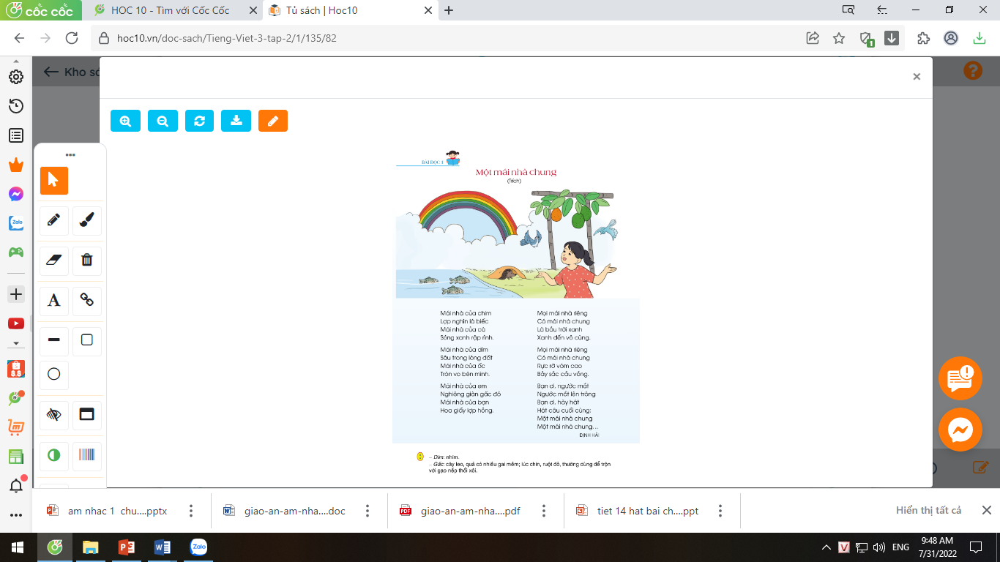 cốc cốc
HOC 10 - Tìm với Cốc Cốc
Tủ sách | Hoc10
hoc10.vn/doc-sach/Tieng-Viet-3-tap-2/1/135/82
1
Kho sá
BÀI ĐỌC 1
Một mái nhà chung
(Trích)
Mái nhà của chim
Lợp nghìn lá biếc
Mái nhà của cá
Sóng xanh rập rình.
Mái nhà của dím
Sâu trong lòng đất
Mái nhà của ốc
Tròn vo bên mình.
Mái nhà của em
Nghiêng giàn gấc đỏ
Mái nhà của bạn
Hoa giấy lợp hồng.
Mọi mái nhà riêng
Có mái nhà chung
Là bầu trời xanh
Xanh đến vô cùng.
Mọi mái nhà riêng
Có mái nhà chung
Rực rỡ vòm cao
Bảy sắc cầu vồng.
Bạn ơi, ngước mắt
Ngước mắt lên trông
Bạn ơi, hãy hát
Hát câu cuối cùng:
Một mái nhà chung
Một mái nhà chung...
ĐỊNH HẢI
– Dím: nhím.
– Gấc: cây leo, quả có nhiều gai mềm; lúc chín, ruột đỏ, thường dùng để trộn
với gạo nếp thổi xôi.
Zalo
A
8.8
am nhac 1 chu....pptx
giao-an-am-nha....doc
PDF
giao-an-am-nha....pdf
tiet 14 hat bai ch....ppt
Hiển thị tất cả
Zalo
V
ENG
9:48 AM
7/31/2022